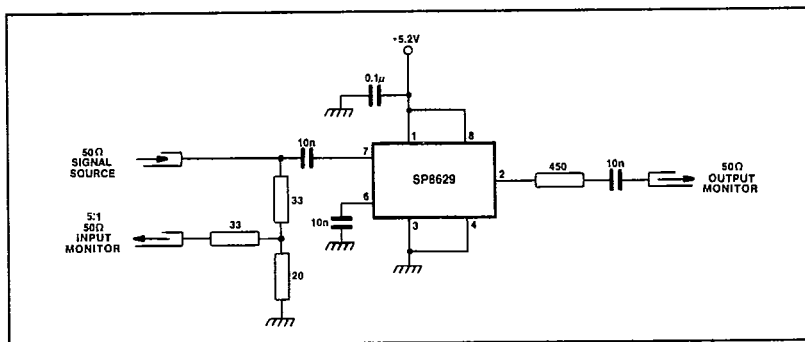 +5.2V
0.1µ
50Ω
SIGNAL
SOURCE
10n
7
1
8
SP8629
2
450
10n
50Ω
OUTPUT
MONITOR
33
6
10n
3
4
5:1
50Ω
INPUT
MONITOR
33
20